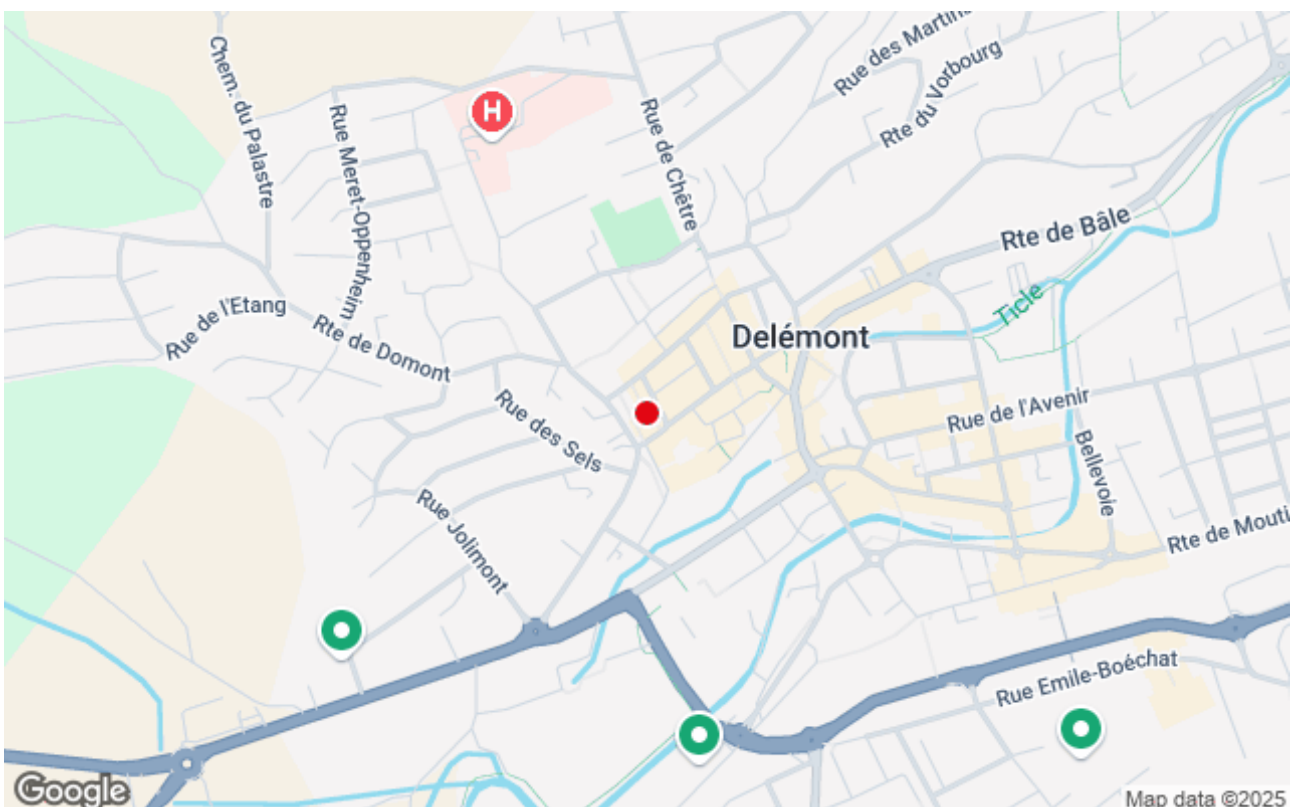 Rue des Martins
Chem. du Palastre
Rue Meret-Oppenheim
H
Rue de Chêtre
Rte du Vorbourg
Rte de Bâle
Ticle
Rue de l'Etang
Rte de Domont
Delémont
Rue des Sels
Rue de l'Avenir
Bellevoie
Rue Jolimont
Rte de Mouti
Rue Emile-Boéchat
Google
Map data ©2025